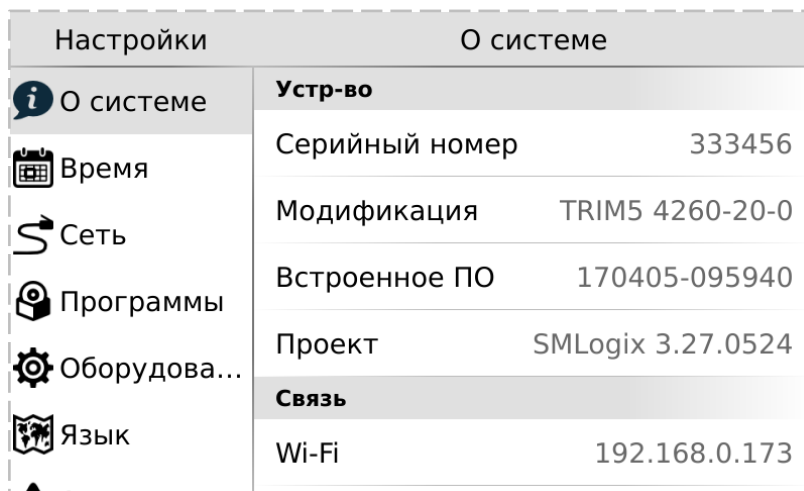 Настройки
О системе
О системе
Время
Сеть
Программы
Оборудова...
Язык
Устр-во
Серийный номер 333456
Модификация TRIM5 4260-20-0
Встроенное ПО 170405-095940
Проект SMLogix 3.27.0524
Связь
Wi-Fi 192.168.0.173